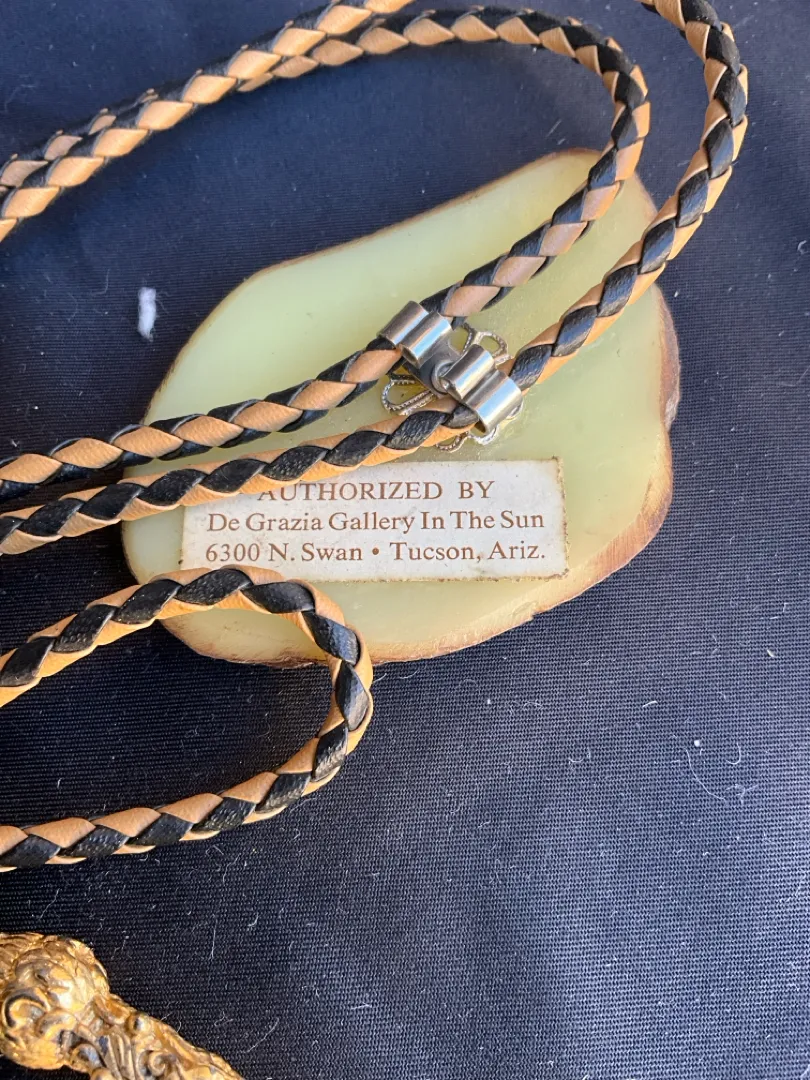 AUTHORIZED BY
De Grazia Gallery In The Sun
6300 N. Swan • Tucson, Ariz.